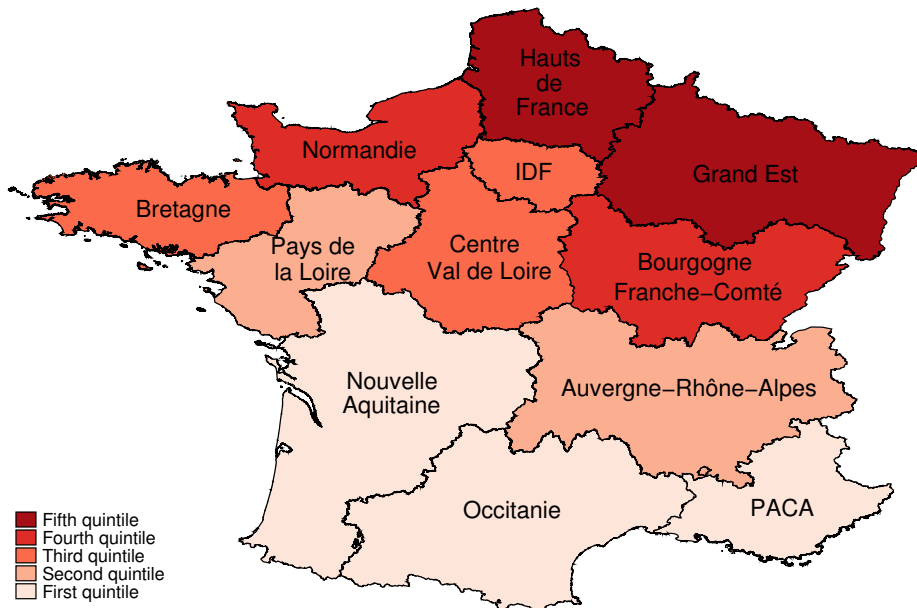 Hauts
de
France
Normandie
IDF
Grand Est
Bretagne
Pays de
la Loire
Centre
Val de Loire
Bourgogne
Franche−Comté
Nouvelle
Aquitaine
Auvergne−Rhône−Alpes
Occitanie
PACA
Fifth quintile
Fourth quintile
Third quintile
Second quintile
First quintile